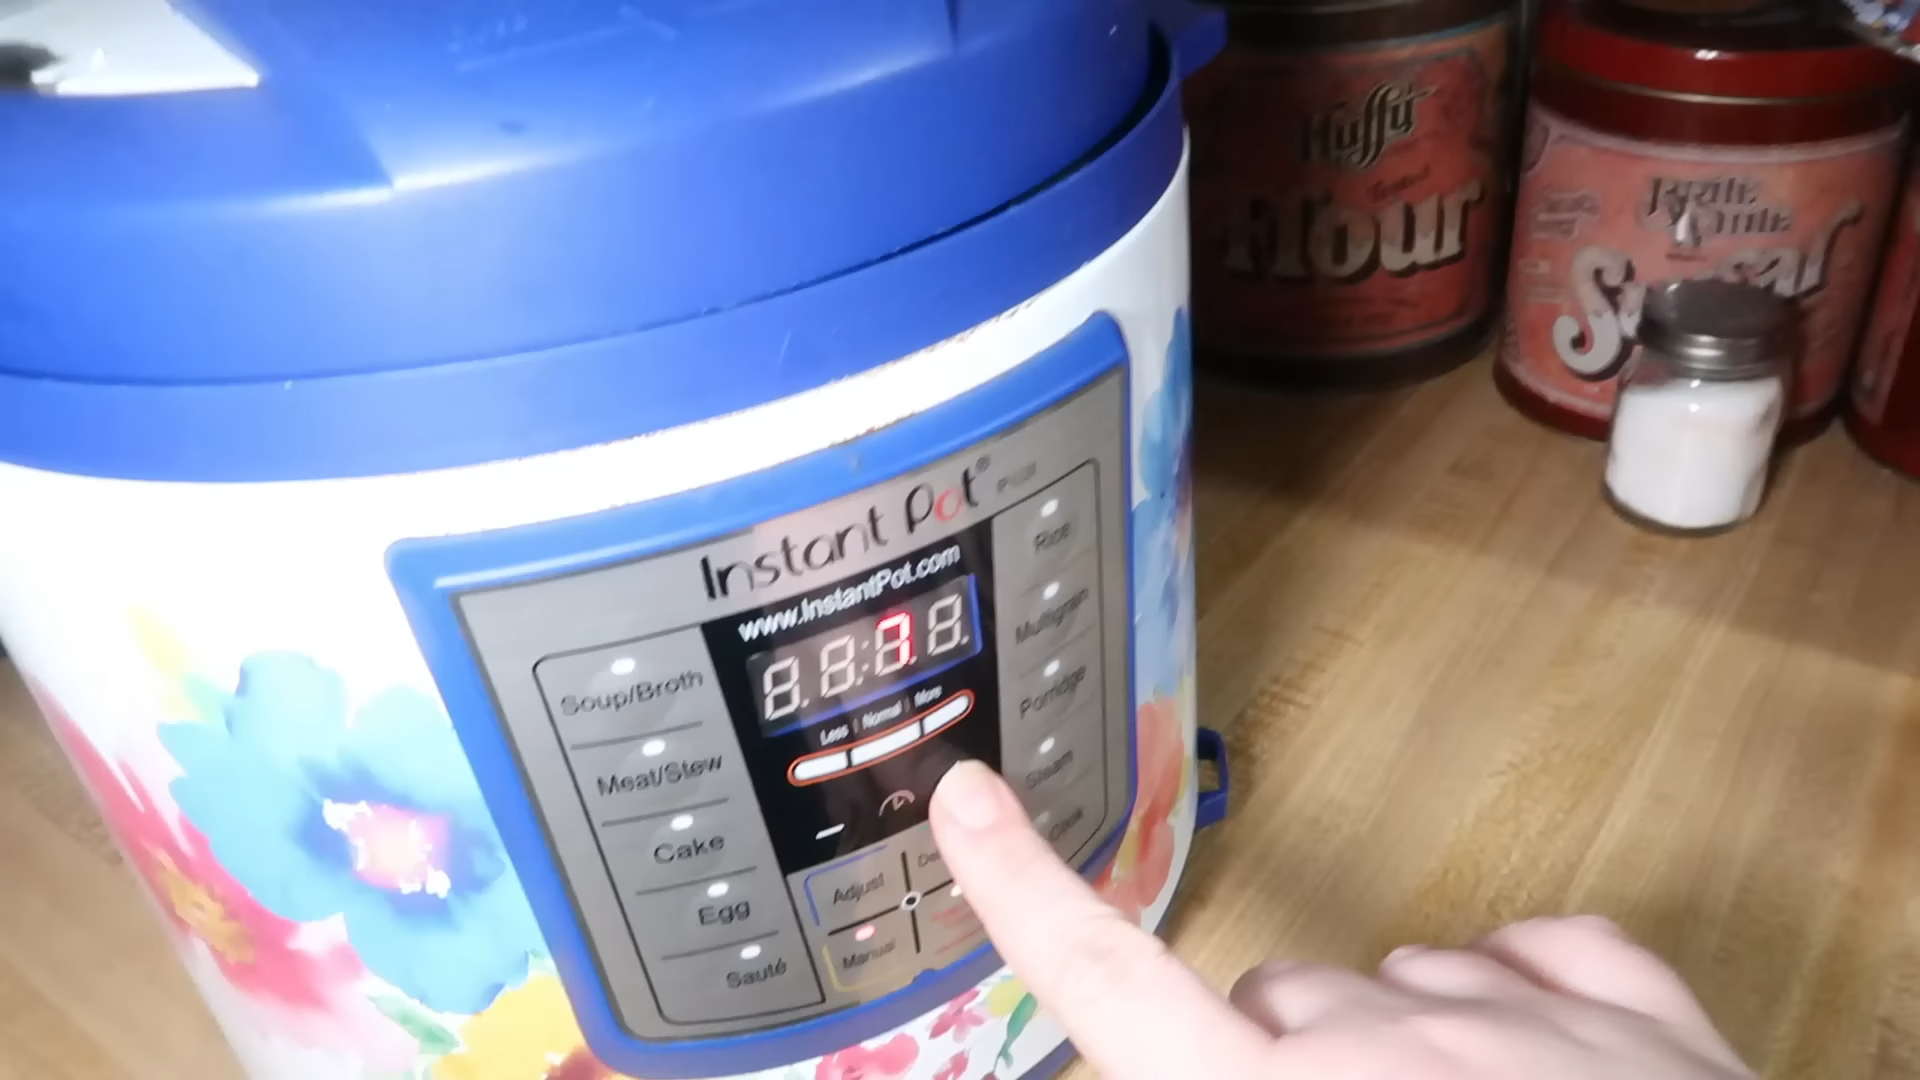 Instant Pot®
www.InstantPot.com
Less | Normal | More
Soup/Broth
Meat/Stew
Cake
Egg
Sauté
Rice
Multigrain
Porridge
Steam
Adjust
Manual
Huffy
Flour
Sugar